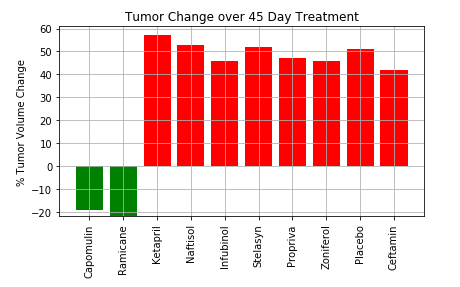 Tumor Change over 45 Day Treatment
% Tumor Volume Change
60
50
40
30
20
10
0
−10
−20
Capomulin
Ramicane
Ketapril
Naftisol
Infubinol
Stelasyn
Propriva
Zoniferol
Placebo
Ceftamin